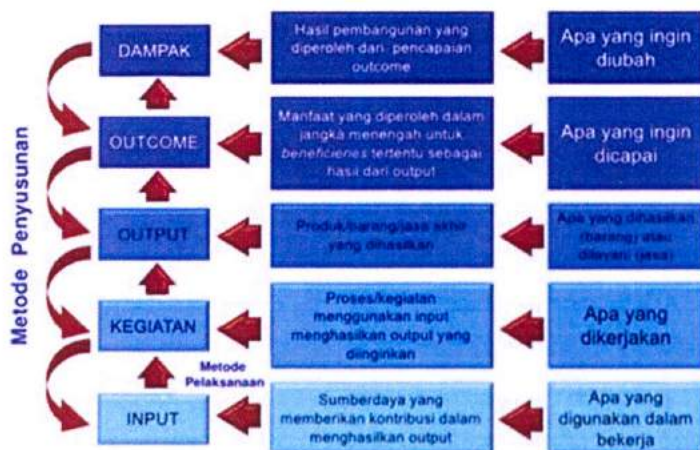 Metode Penyusunan
DAMPAK
Hasil pembangunan yang
diperoleh dari pencapaian
outcome
Apa yang ingin
diubah
OUTCOME
Manfaat yang diperoleh dalam
jangka menengah untuk
beneficieries tertentu sebagai
hasil dari output
Apa yang ingin
dicapai
OUTPUT
Produk/barang/jasa akhir
yang dihasilkan
Apa yang dihasilkan
(barang) atau
dilayani (jasa)
KEGIATAN
Proses/kegiatan
menggunakan input
menghasilkan output yang
diinginkan
Apa yang
dikerjakan
Metode
Pelaksanaan
INPUT
Sumberdaya yang
memberikan kontribusi dalam
menghasilkan output
Apa yang
digunakan dalam
bekerja